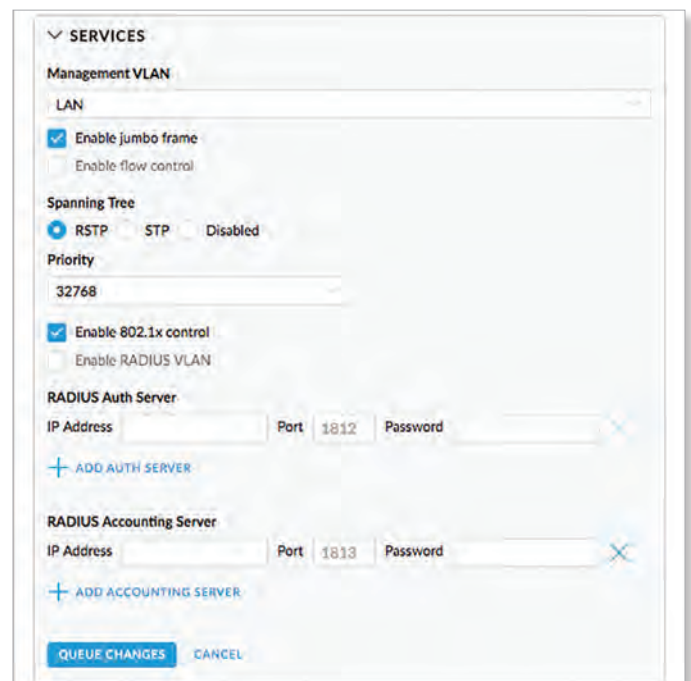 SERVICES
Management VLAN
LAN
Enable jumbo frame
Enable flow control
Spanning Tree
RSTP STP Disabled
Priority
32768
Enable 802.1x control
Enable RADIUS VLAN
RADIUS Auth Server
IP Address Port 1812 Password
ADD AUTH SERVER
RADIUS Accounting Server
IP Address Port 1813 Password
ADD ACCOUNTING SERVER
QUEUE CHANGES CANCEL